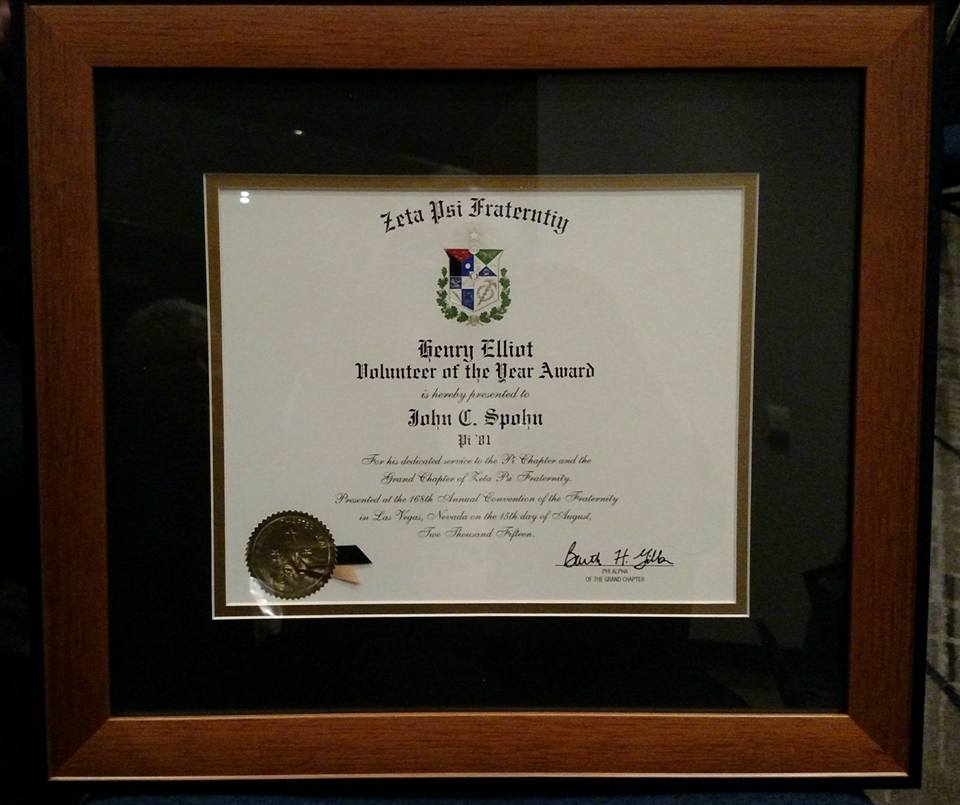 Zeta Psi Fraterntiy
Henry Elliot
Volunteer of the Year Award
is hereby presented to
John C. Spohn
Pi '81
For his dedicated service to the Pi Chapter and the
Grand Chapter of Zeta Psi Fraternity.
Presented at the 168th Annual Convention of the Fraternity
in Las Vegas, Nevada on the 15th day of August,
Two Thousand Fifteen.
PHI ALPHA
OF THE GRAND CHAPTER